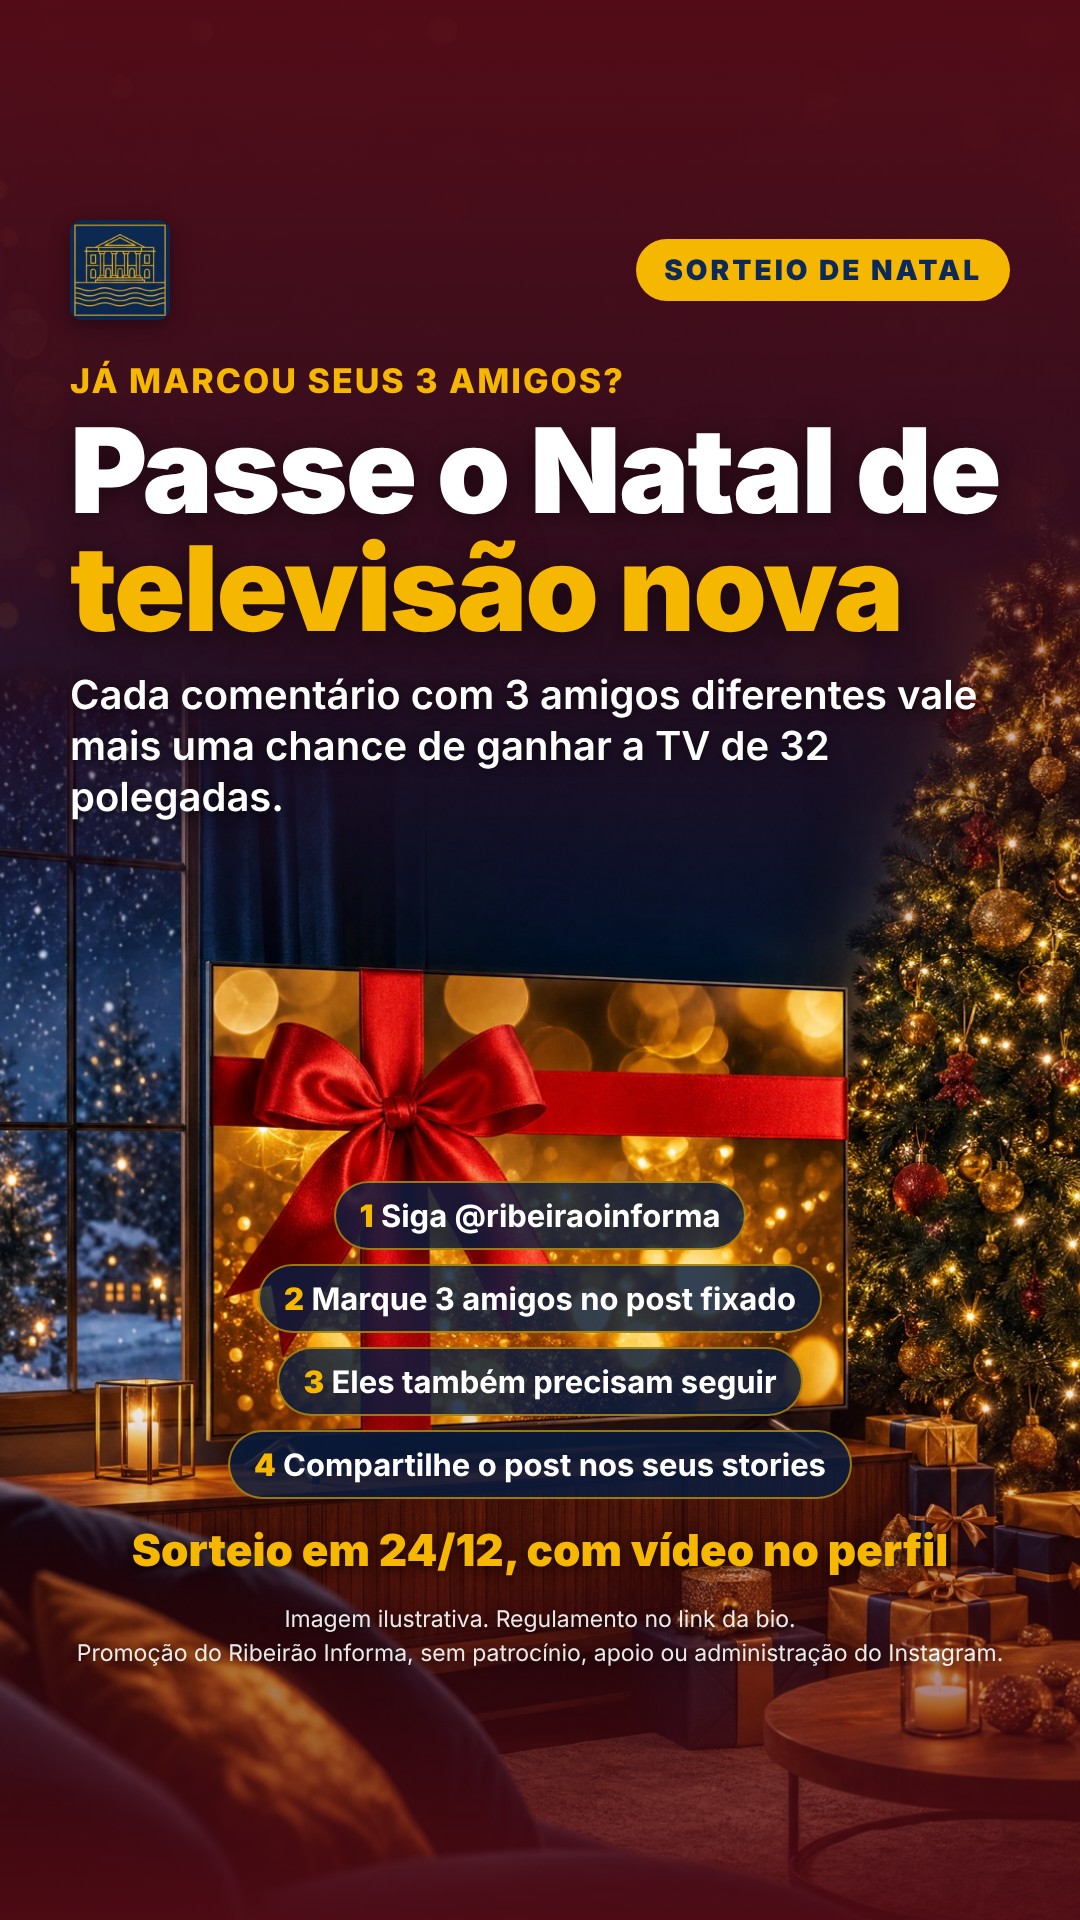 SORTEIO DE NATAL
JÁ MARCOU SEUS 3 AMIGOS?
Passe o Natal de
televisão nova
Cada comentário com 3 amigos diferentes vale
mais uma chance de ganhar a TV de 32
polegadas.
1 Siga @ribeiraoinforma
2 Marque 3 amigos no post fixado
3 Eles também precisam seguir
4 Compartilhe o post nos seus stories
Sorteio em 24/12, com vídeo no perfil
Imagem ilustrativa. Regulamento no link da bio.
Promoção do Ribeirão Informa, sem patrocínio, apoio ou administração do Instagram.